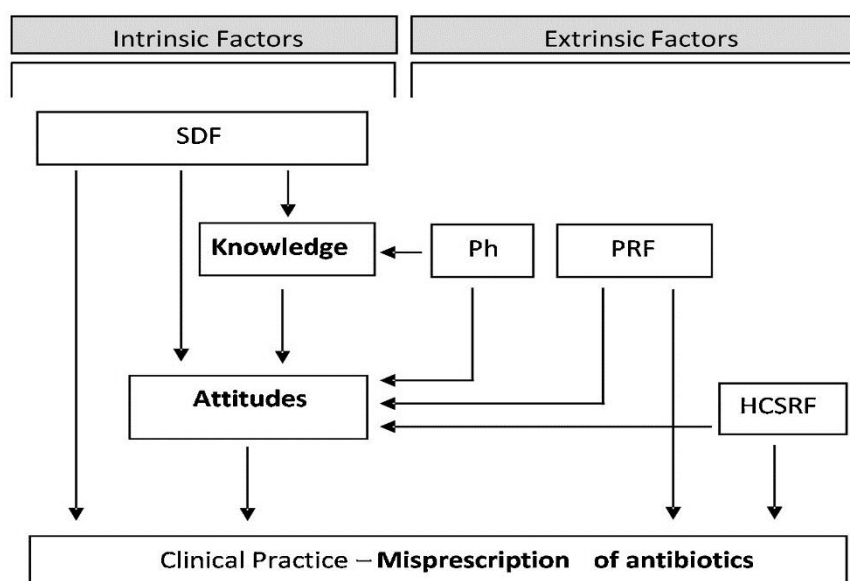 Intrinsic Factors
Extrinsic Factors
SDF
Knowledge
Ph
PRF
Attitudes
HCSRF
Clinical Practice – Misprescription of antibiotics